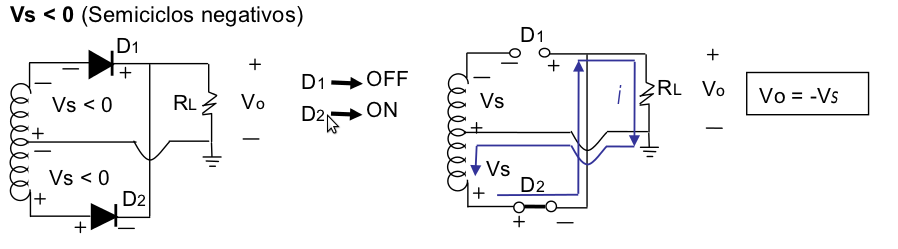 Vs < 0 (Semiciclos negativos)
D1
− + +
− Vs < 0 RL Vo
+ −
−
Vs < 0
+ D2
+ −
D1 → OFF
D2 → ON
D1
− + +
− Vs i RL Vo
+ −
Vs
+ D2
+ −
Vo = -Vs